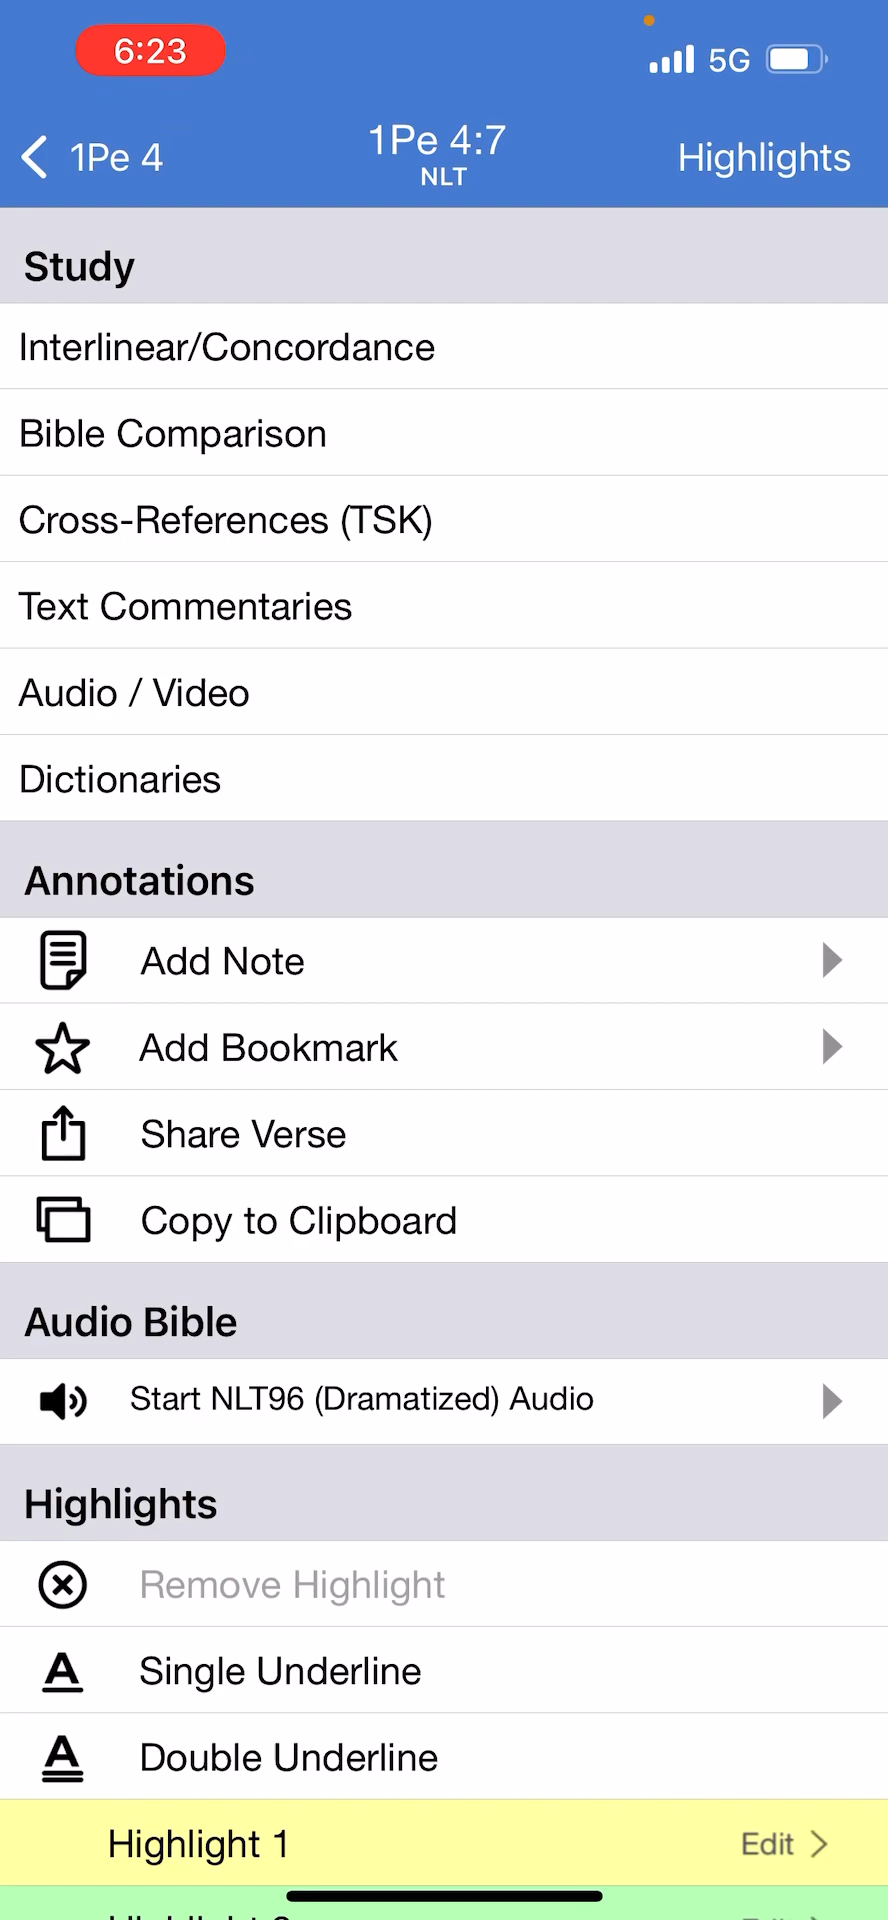 6:23
5G
1Pe 4
1Pe 4:7
NLT
Highlights
Study
Interlinear/Concordance
Bible Comparison
Cross-References (TSK)
Text Commentaries
Audio / Video
Dictionaries
Annotations
Add Note
Add Bookmark
Share Verse
Copy to Clipboard
Audio Bible
Start NLT96 (Dramatized) Audio
Highlights
Remove Highlight
A Single Underline
A Double Underline
Highlight 1 Edit